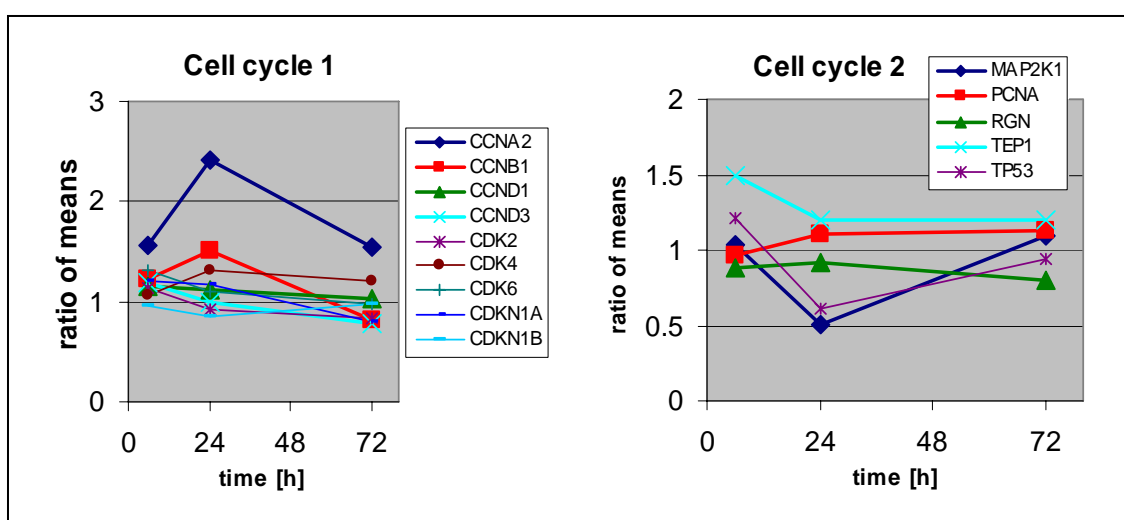 Cell cycle 1
3
2
1
0
0 24 48 72
ratio of means
time [h]
CCNA2
CCNB1
CCND1
CCND3
CDK2
CDK4
CDK6
CDKN1A
CDKN1B
Cell cycle 2
2
1.5
1
0.5
0
0 24 48 72
ratio of means
time [h]
MAP2K1
PCNA
RGN
TEP1
TP53